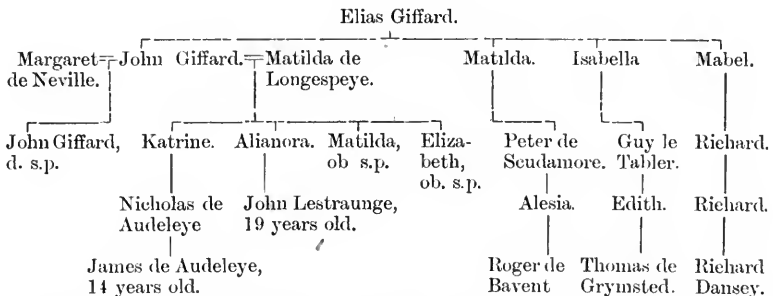 Elias Giffard.
Margaret John Giffard. Matilda de Matilda. Isabella Mabel.
de Neville. Longespeye.
John Giffard, Katrine. Alianora. Matilda, Eliza- Peter de Guy le Richard.
d. s.p. ob s.p. beth, Scudamore. Tabler.
ob. s.p.
Nicholas de John Lestraunge, Alesia. Edith. Richard.
Audeleye 19 years old.
James de Audeleye, Roger de Thomas de Richard
14 years old. Bavent Grymsted. Dansey.